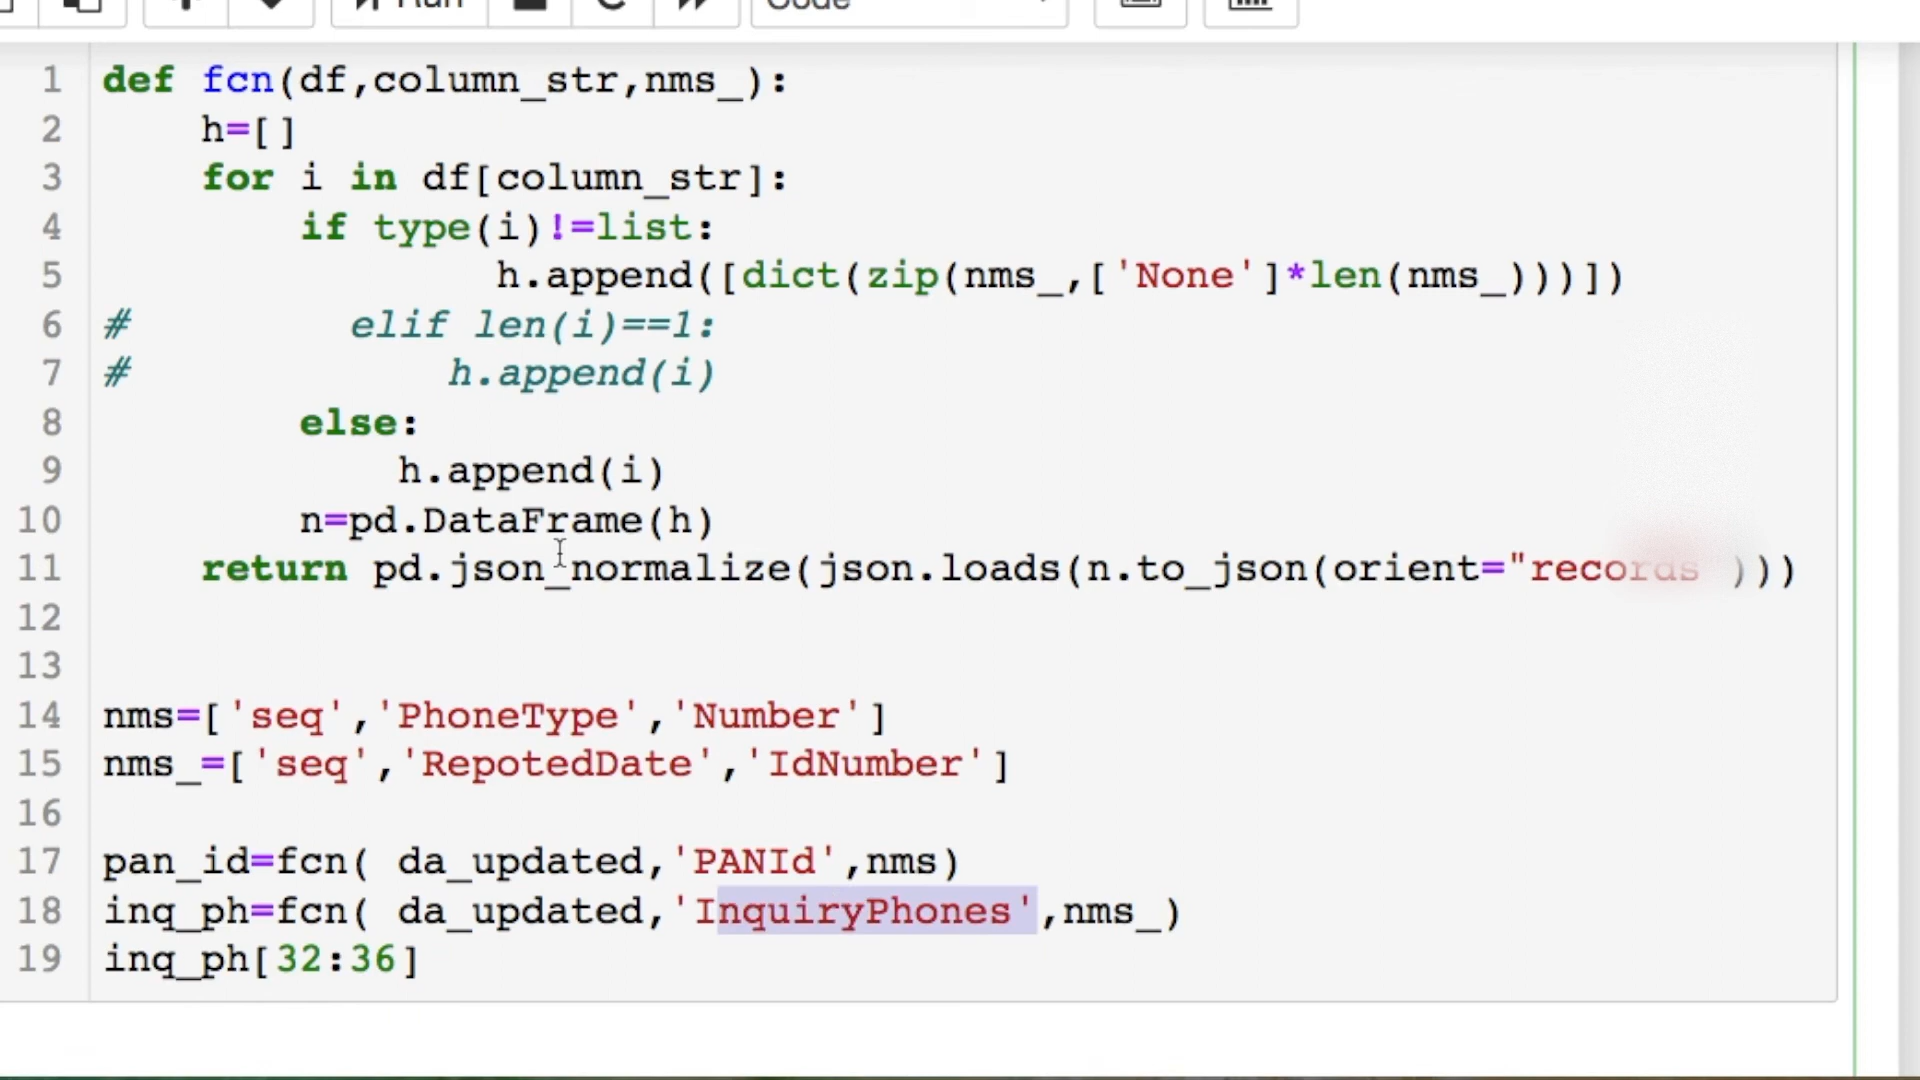 Run Code
1 def fcn(df,column_str,nms_):
2 h=[]
3 for i in df[column_str]:
4 if type(i)!=list:
5 h.append([dict(zip(nms_,['None']*len(nms_)))])
6 # elif len(i)==1:
7 # h.append(i)
8 else:
9 h.append(i)
10 n=pd.DataFrame(h)
11 return pd.json_normalize(json.loads(n.to_json(orient="records )))
12
13
14 nms=['seq','PhoneType','Number']
15 nms_=['seq','RepotedDate','IdNumber']
16
17 pan_id=fcn( da_updated,'PANId',nms)
18 inq_ph=fcn( da_updated,'InquiryPhones',nms_)
19 inq_ph[32:36]